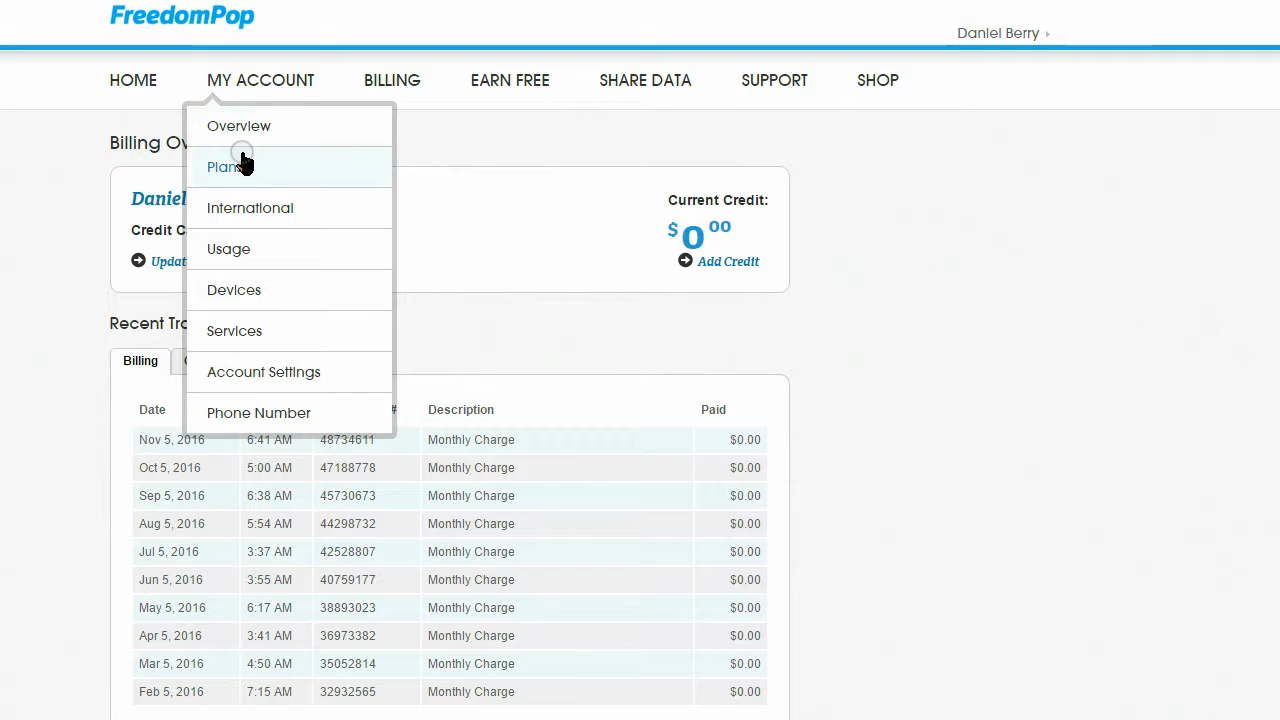 FreedomPop
Daniel Berry
HOME MY ACCOUNT BILLING EARN FREE SHARE DATA SUPPORT SHOP
Overview
Plans
International
Usage
Devices
Services
Account Settings
Phone Number
Billing
Daniel
Current Credit:
$0 00
Add Credit
Credit
Recent
Billing
Date # Description Paid
Nov 5, 2016 6:41 AM 48734611 Monthly Charge $0.00
Oct 5, 2016 5:00 AM 47188778 Monthly Charge $0.00
Sep 5, 2016 6:38 AM 45730673 Monthly Charge $0.00
Aug 5, 2016 5:54 AM 44298732 Monthly Charge $0.00
Jul 5, 2016 3:37 AM 42528807 Monthly Charge $0.00
Jun 5, 2016 3:55 AM 40759177 Monthly Charge $0.00
May 5, 2016 6:17 AM 38893023 Monthly Charge $0.00
Apr 5, 2016 3:41 AM 36973382 Monthly Charge $0.00
Mar 5, 2016 4:50 AM 35052814 Monthly Charge $0.00
Feb 5, 2016 7:15 AM 32932565 Monthly Charge $0.00